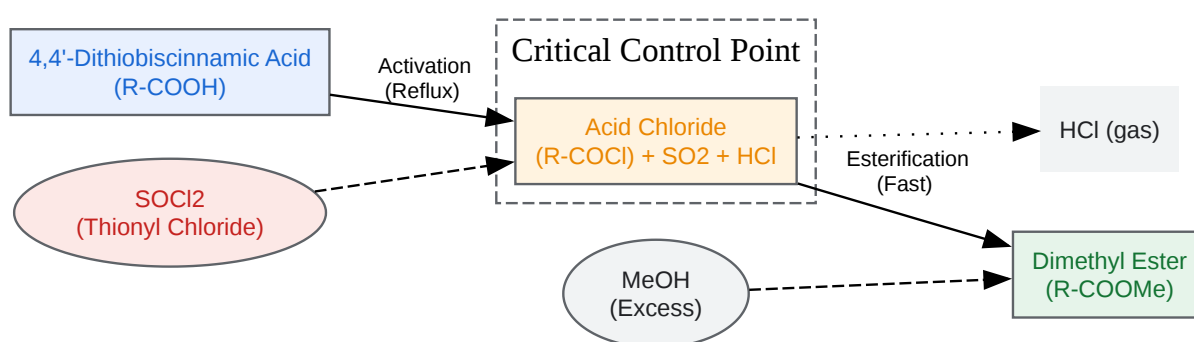 4,4'-Dithiobiscinnamic Acid
(R-COOH)
Activation
(Reflux)
Critical Control Point
Acid Chloride
(R-COCl) + SO2 + HCl
HCl (gas)
SOCl2
(Thionyl Chloride)
Esterification
(Fast)
MeOH
(Excess)
Dimethyl Ester
(R-COOMe)